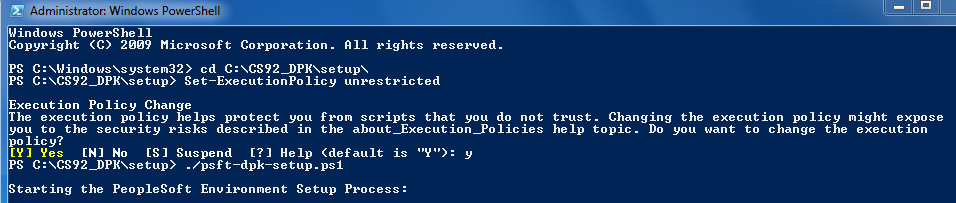 Administrator: Windows PowerShell
Windows PowerShell
Copyright (C) 2009 Microsoft Corporation. All rights reserved.
PS C:\Windows\system32> cd C:\CS92_DPK\setup\
PS C:\CS92_DPK\setup> Set-ExecutionPolicy unrestricted
Execution Policy Change
The execution policy helps protect you from scripts that you do not trust. Changing the execution policy might expose
you to the security risks described in the about_Execution_Policies help topic. Do you want to change the execution
policy?
[Y] Yes  [N] No  [S] Suspend  [?] Help (default is "Y"): y
PS C:\CS92_DPK\setup> ./psft-dpk-setup.ps1
Starting the PeopleSoft Environment Setup Process: